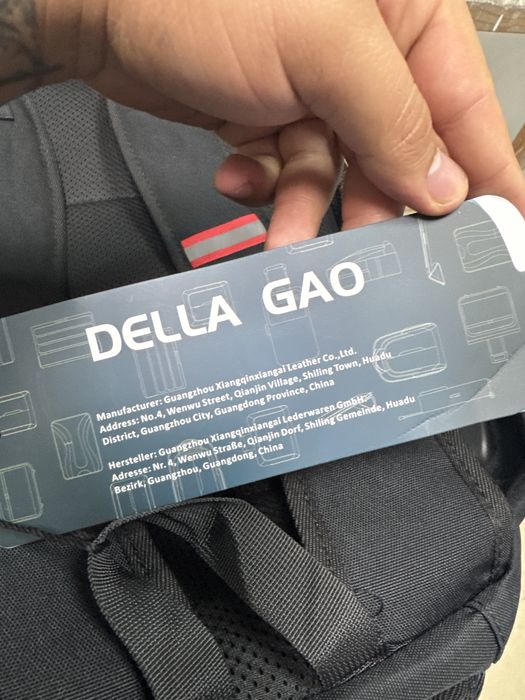 DELLA GAO
Manufacturer: Guangzhou Xiangqinxiangai Leather Co.,Ltd.
Address: No.4, Wenwu Street, Qianjin Village, Shiling Town, Huadu
District, Guangzhou City, Guangdong Province, China
Hersteller: Guangzhou Xiangqinxiangai Lederwaren GmbH.
Adresse: Nr. 4, Wenwu Straße, Qianjin Dorf, Shiling Gemeinde, Huadu
Bezirk, Guangzhou, Guangdong, China